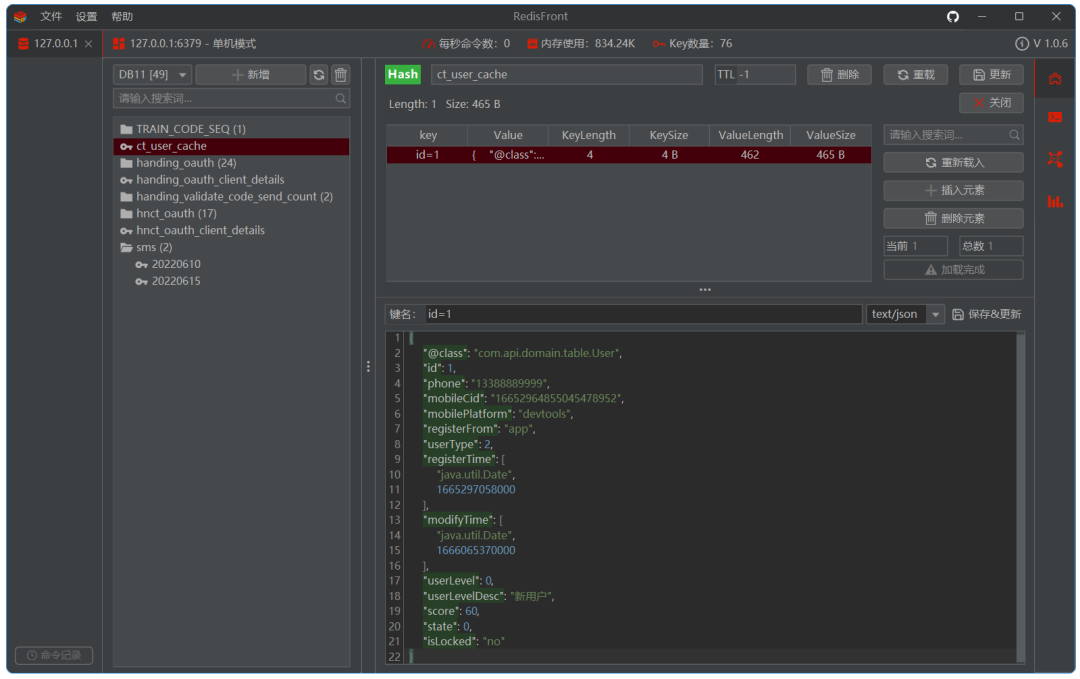 文件 设置 帮助 RedisFront
127.0.0.1 127.0.0.1:6379 - 单机模式 每秒命令数: 0 内存使用: 834.24K Key数量: 76 V 1.0.6
DB11 [49] 新增
请输入搜索词...
TRAIN_CODE_SEQ (1)
ct_user_cache
handing_oauth (24)
handing_oauth_client_details
handing_validate_code_send_count (2)
hnct_oauth (17)
hnct_oauth_client_details
sms (2)
20220610
20220615
命令记录
Hash ct_user_cache TTL -1 删除 重载 更新
Length: 1 Size: 465 B 关闭
key Value KeyLength KeySize ValueLength ValueSize
id=1 { "@class":... 4 4 B 462 465 B
请输入搜索词...
重新载入
插入元素
删除元素
当前 1 总数 1
加载完成
键名: id=1 text/json 保存&更新
1 {
2 "@class": "com.api.domain.table.User",
3 "id": 1,
4 "phone": "13388889999",
5 "mobileCid": "16652964855045478952",
6 "mobilePlatform": "devtools",
7 "registerFrom": "app",
8 "userType": 2,
9 "registerTime": [
10 "java.util.Date",
11 1665297058000
12 ],
13 "modifyTime": [
14 "java.util.Date",
15 1666065370000
16 ],
17 "userLevel": 0,
18 "userLevelDesc": "新用户",
19 "score": 60,
20 "state": 0,
21 "isLocked": "no"
22 }